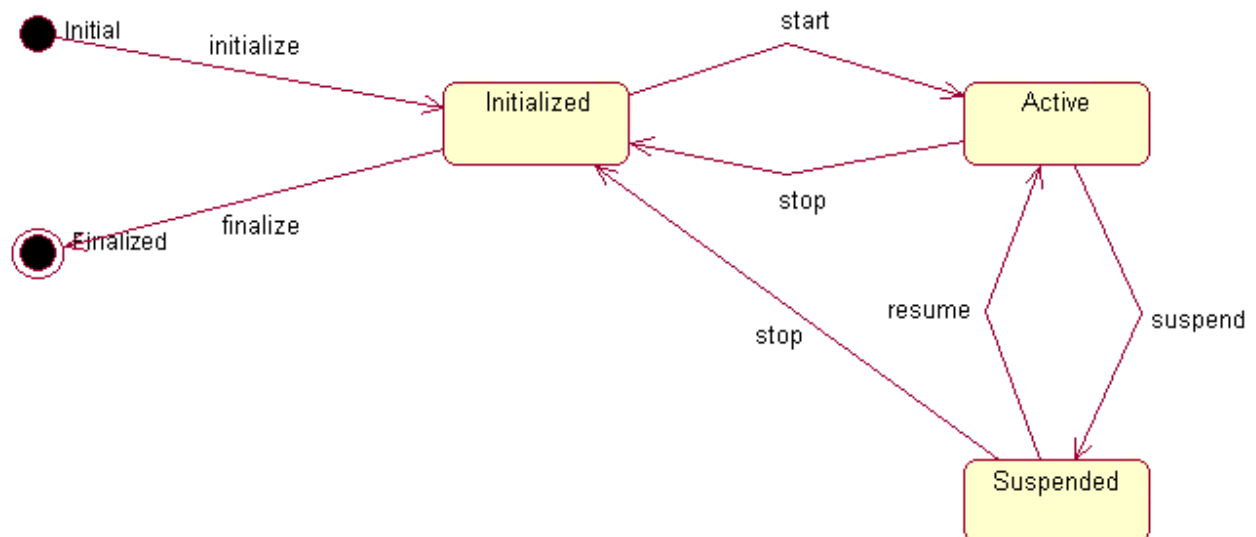 Initial
initialize
start
Initialized
Active
stop
finalize
Finalized
resume
suspend
stop
Suspended